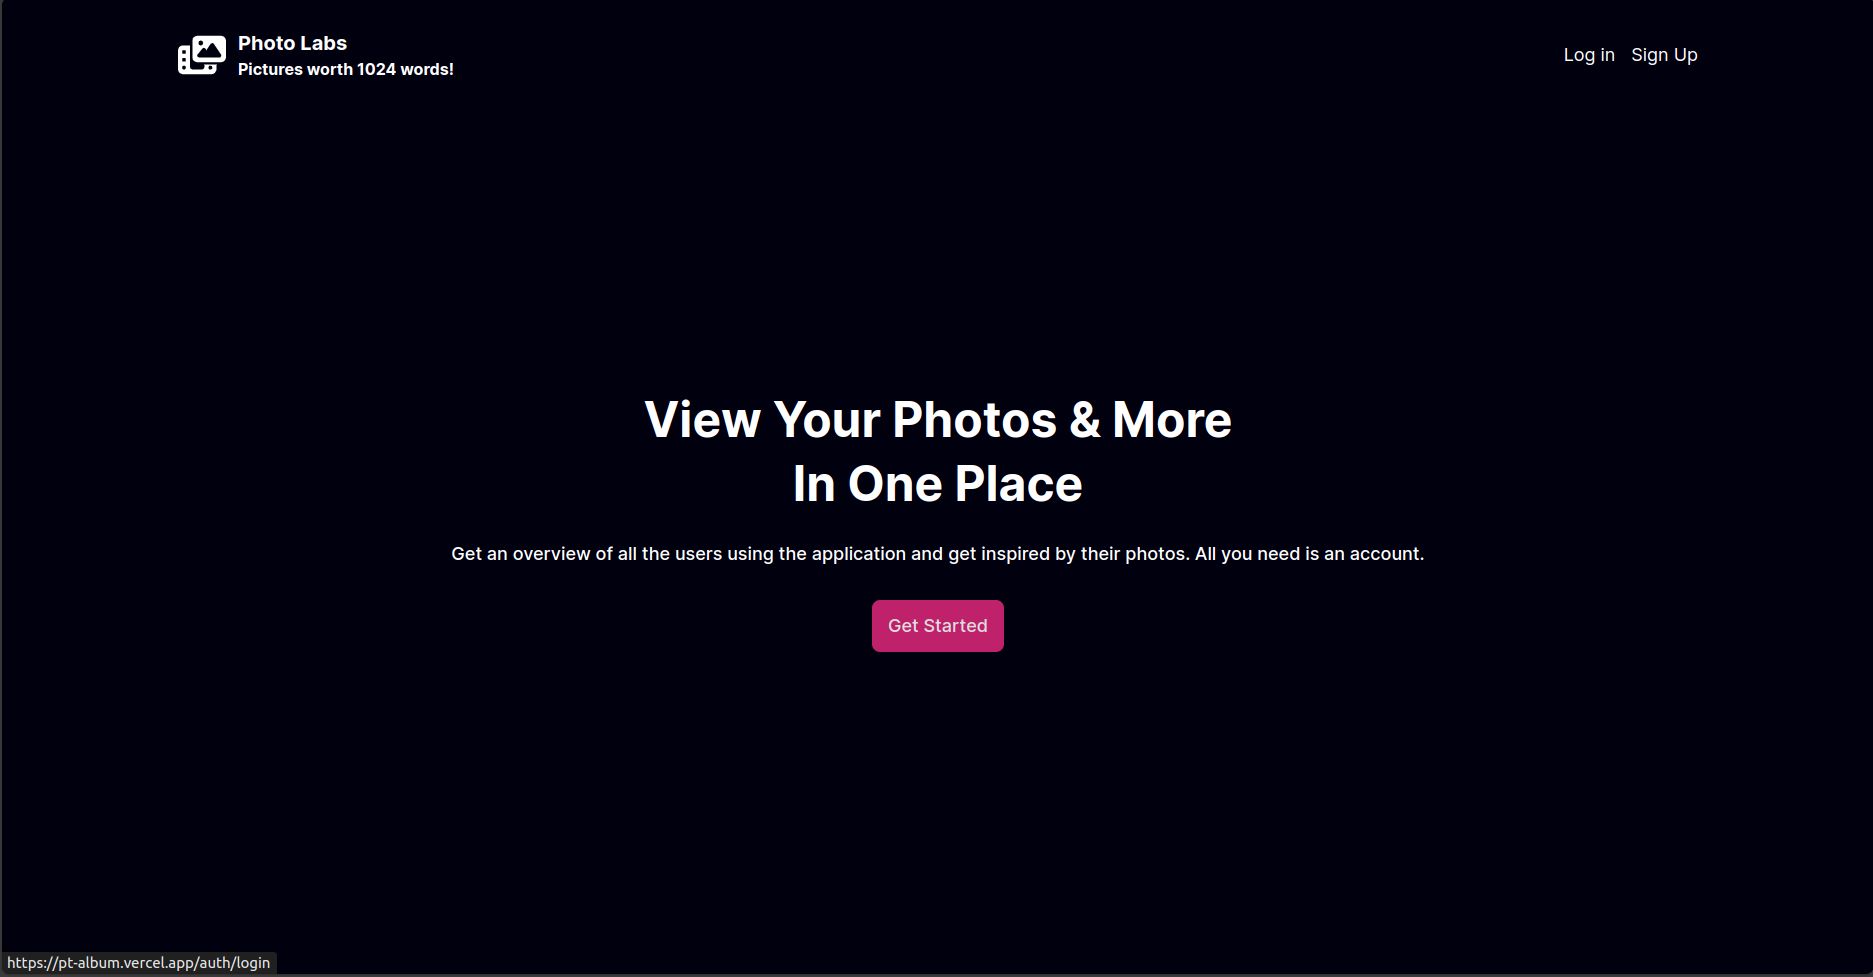 Photo Labs
Pictures worth 1024 words!
Log in Sign Up
View Your Photos & More
In One Place
Get an overview of all the users using the application and get inspired by their photos. All you need is an account.
Get Started
https://pt-album.vercel.app/auth/login